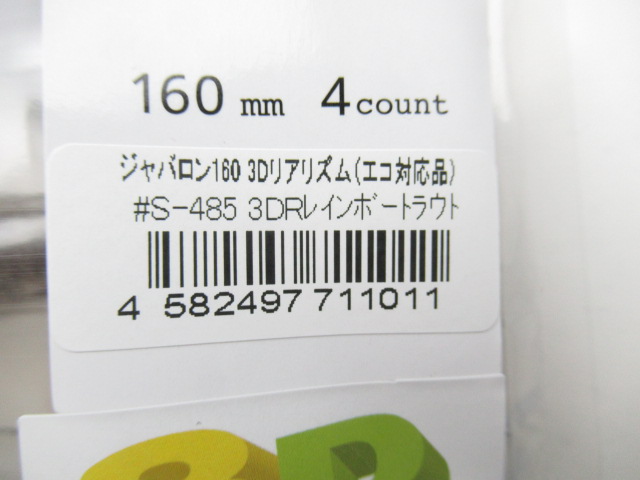 160 mm 4 count
ジャバロン160 3Dリアリズム(エコ対応品)
#S-485 3DRレインボートラウト
4 582497 711011